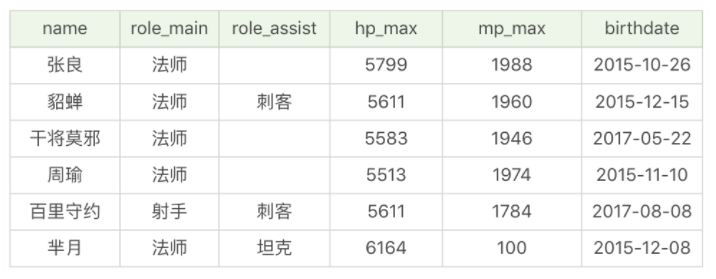 name role_main role_assist hp_max mp_max birthdate
张良 法师 5799 1988 2015-10-26
貂蝉 法师 刺客 5611 1960 2015-12-15
干将莫邪 法师 5583 1946 2017-05-22
周瑜 法师 5513 1974 2015-11-10
百里守约 射手 刺客 5611 1784 2017-08-08
芈月 法师 坦克 6164 100 2015-12-08